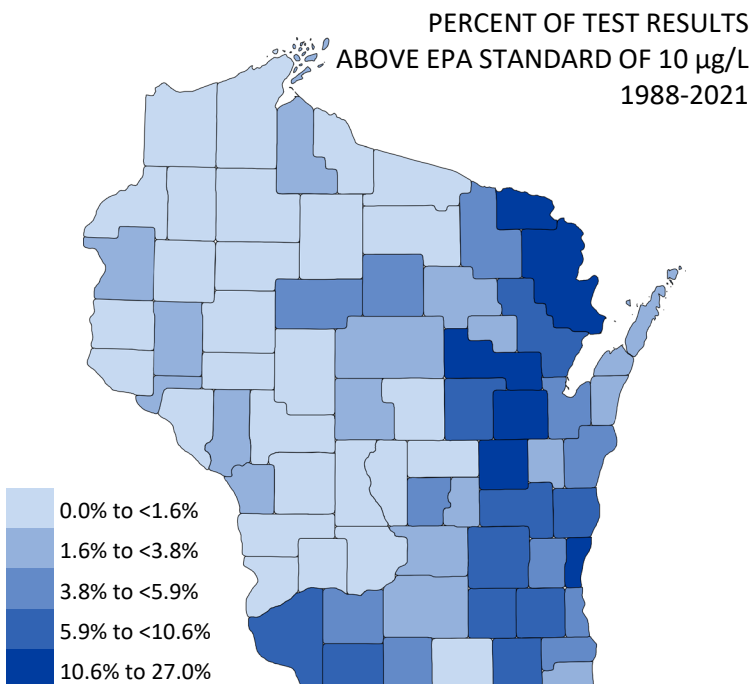 PERCENT OF TEST RESULTS
ABOVE EPA STANDARD OF 10 µg/L
1988-2021
0.0% to <1.6%
1.6% to <3.8%
3.8% to <5.9%
5.9% to <10.6%
10.6% to 27.0%